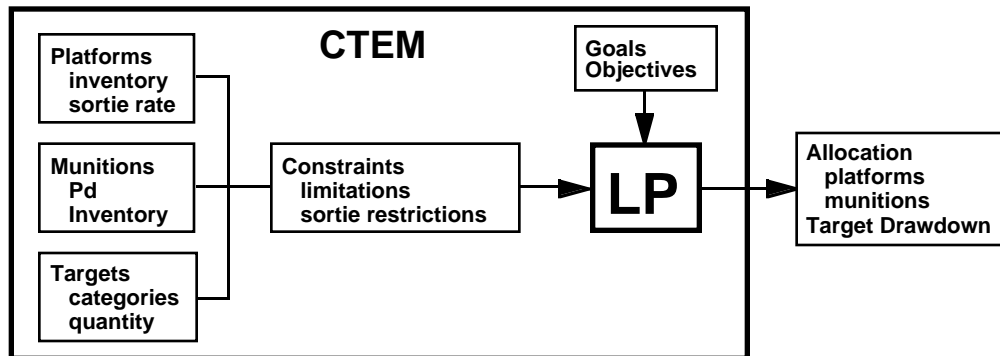 CTEM
Platforms
inventory
sortie rate
Munitions
Pd
Inventory
Targets
categories
quantity
Constraints
limitations
sortie restrictions
Goals
Objectives
LP
Allocation
platforms
munitions
Target Drawdown